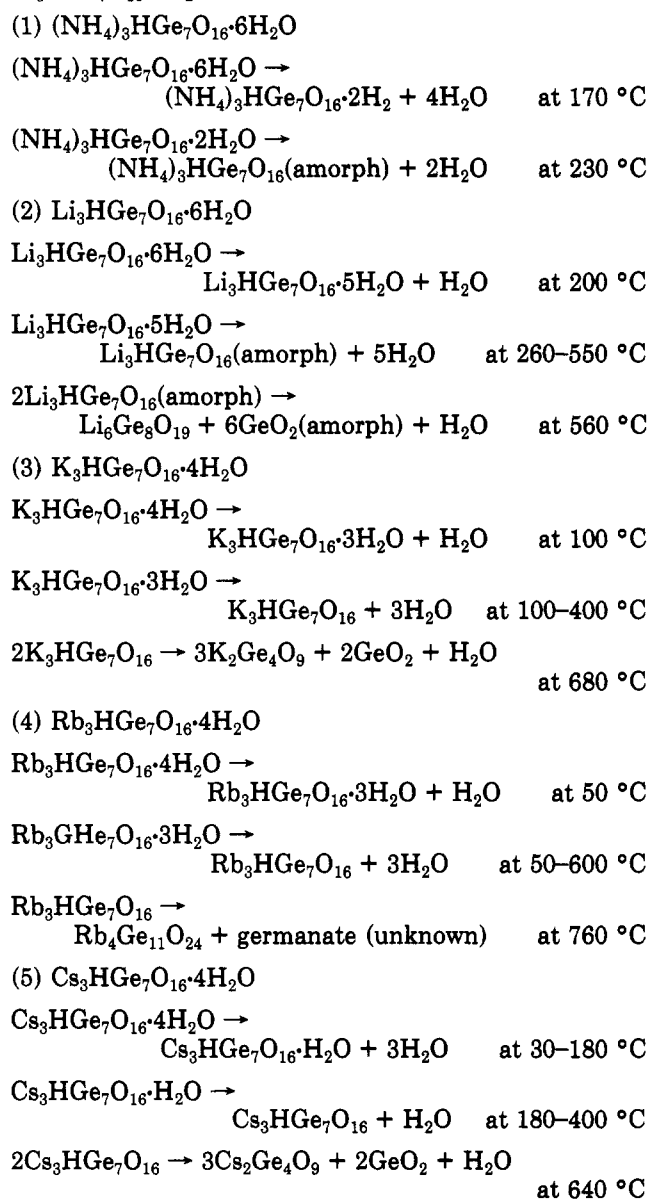 (1) (NH₄)₃HGe₇O₁₆·6H₂O
(NH₄)₃HGe₇O₁₆·6H₂O →
(NH₄)₃HGe₇O₁₆·2H₂ + 4H₂O at 170 °C
(NH₄)₃HGe₇O₁₆·2H₂O →
(NH₄)₃HGe₇O₁₆(amorph) + 2H₂O at 230 °C
(2) Li₃HGe₇O₁₆·6H₂O
Li₃HGe₇O₁₆·6H₂O →
Li₃HGe₇O₁₆·5H₂O + H₂O at 200 °C
Li₃HGe₇O₁₆·5H₂O →
Li₃HGe₇O₁₆(amorph) + 5H₂O at 260–550 °C
2Li₃HGe₇O₁₆(amorph) →
Li₆Ge₈O₁₉ + 6GeO₂(amorph) + H₂O at 560 °C
(3) K₃HGe₇O₁₆·4H₂O
K₃HGe₇O₁₆·4H₂O →
K₃HGe₇O₁₆·3H₂O + H₂O at 100 °C
K₃HGe₇O₁₆·3H₂O →
K₃HGe₇O₁₆ + 3H₂O at 100–400 °C
2K₃HGe₇O₁₆ → 3K₂Ge₄O₉ + 2GeO₂ + H₂O
at 680 °C
(4) Rb₃HGe₇O₁₆·4H₂O
Rb₃HGe₇O₁₆·4H₂O →
Rb₃HGe₇O₁₆·3H₂O + H₂O at 50 °C
Rb₃GHe₇O₁₆·3H₂O →
Rb₃HGe₇O₁₆ + 3H₂O at 50–600 °C
Rb₃HGe₇O₁₆ →
Rb₄Ge₁₁O₂₄ + germanate (unknown) at 760 °C
(5) Cs₃HGe₇O₁₆·4H₂O
Cs₃HGe₇O₁₆·4H₂O →
Cs₃HGe₇O₁₆·H₂O + 3H₂O at 30–180 °C
Cs₃HGe₇O₁₆·H₂O →
Cs₃HGe₇O₁₆ + H₂O at 180–400 °C
2Cs₃HGe₇O₁₆ → 3Cs₂Ge₄O₉ + 2GeO₂ + H₂O
at 640 °C